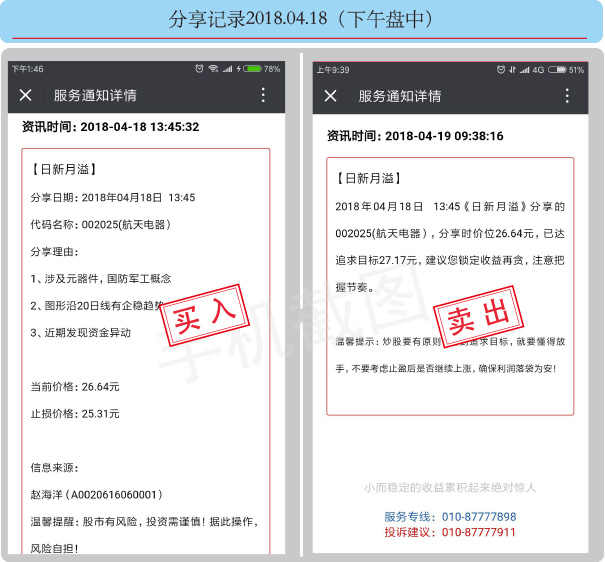 分享记录2018.04.18（下午盘中）
下午1:46
78%
服务通知详情
资讯时间：2018-04-18 13:45:32
【日新月溢】
分享日期：2018年04月18日 13:45
代码名称：002025(航天电器)
分享理由：
1、涉及元器件，国防军工概念
2、图形沿20日线有企稳趋势
3、近期发现资金异动
买入
当前价格：26.64元
止损价格：25.31元
信息来源：
赵海洋（A0020616060001）
温馨提醒：股市有风险，投资需谨慎！据此操作，
风险自担！
上午9:39
4G
51%
服务通知详情
资讯时间：2018-04-19 09:38:16
【日新月溢】
2018年04月18日 13:45《日新月溢》分享的
002025(航天电器)，分享时价位26.64元，已达
追求目标27.17元，建议您锁定收益再贪，注意把
握节奏。
卖出
温馨提示：炒股要有原则 追求目标，就要懂得放
手，不要考虑止盈后是否继续上涨，确保利润落袋为安！
小而稳定的收益累积起来绝对惊人
服务专线：010-87777898
投诉建议：010-87777911
手机截图